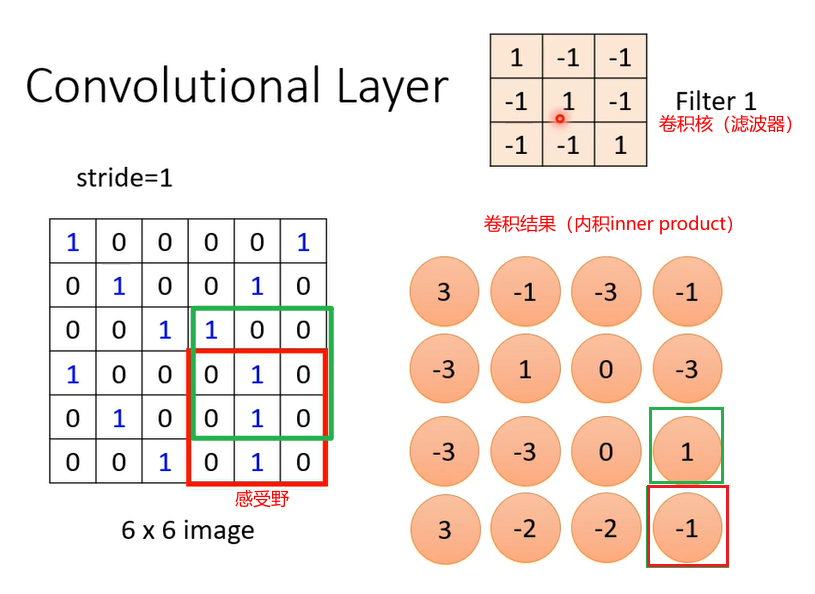 Convolutional Layer
1 -1 -1
-1 1 -1
-1 -1 1
Filter 1
卷积核（滤波器）
stride=1
1 0 0 0 0 1
0 1 0 0 1 0
0 0 1 1 0 0
1 0 0 0 1 0
0 1 0 0 1 0
0 0 1 0 1 0
感受野
6 x 6 image
卷积结果（内积inner product）
3 -1 -3 -1
-3 1 0 -3
-3 -3 0 1
3 -2 -2 -1